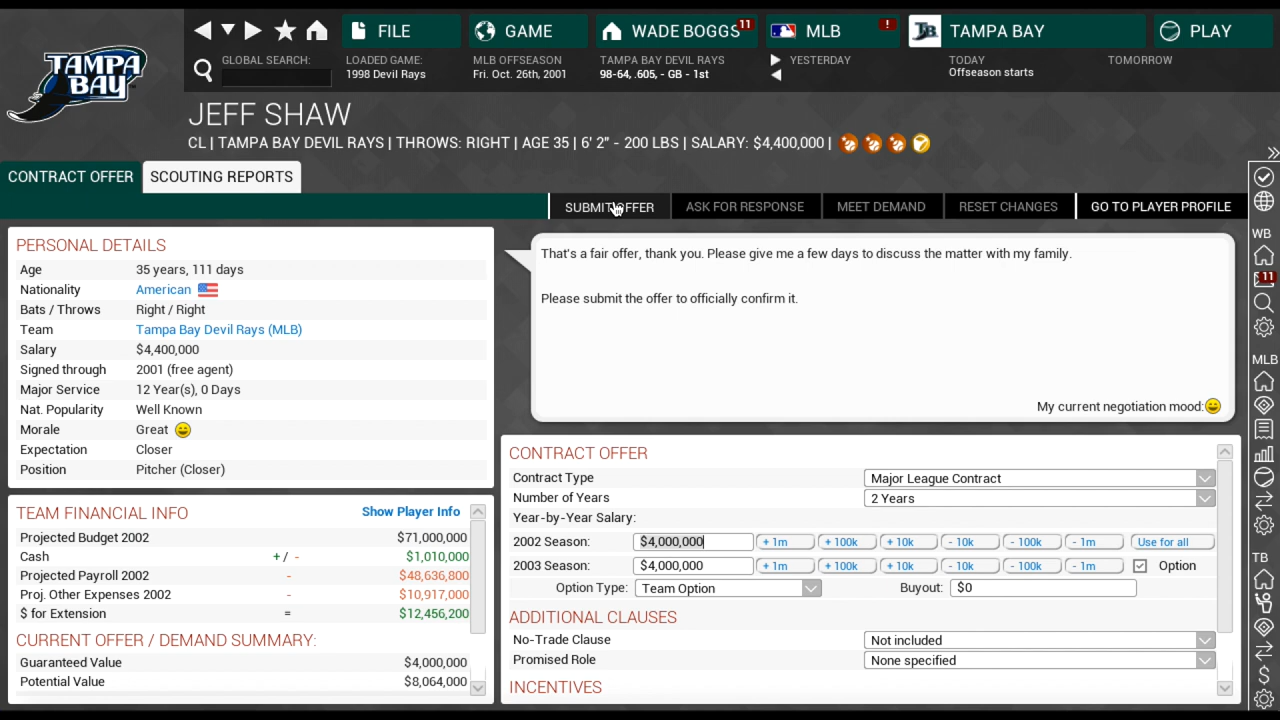 TAMPA BAY
FILE
GAME
WADE BOGGS 11
MLB !
TAMPA BAY
PLAY
GLOBAL SEARCH:
LOADED GAME:
1998 Devil Rays
MLB OFFSEASON
Fri. Oct. 26th, 2001
TAMPA BAY DEVIL RAYS
98-64, .605, - GB - 1st
YESTERDAY
TODAY
Offseason starts
TOMORROW
JEFF SHAW
CL | TAMPA BAY DEVIL RAYS | THROWS: RIGHT | AGE 35 | 6' 2" - 200 LBS | SALARY: $4,400,000 |
CONTRACT OFFER SCOUTING REPORTS
SUBMIT OFFER ASK FOR RESPONSE MEET DEMAND RESET CHANGES GO TO PLAYER PROFILE
PERSONAL DETAILS
Age 35 years, 111 days
Nationality American
Bats / Throws Right / Right
Team Tampa Bay Devil Rays (MLB)
Salary $4,400,000
Signed through 2001 (free agent)
Major Service 12 Year(s), 0 Days
Nat. Popularity Well Known
Morale Great
Expectation Closer
Position Pitcher (Closer)
TEAM FINANCIAL INFO Show Player Info
Projected Budget 2002 $71,000,000
Cash + / - $1,010,000
Projected Payroll 2002 - $48,636,800
Proj. Other Expenses 2002 - $10,917,000
$ for Extension = $12,456,200
CURRENT OFFER / DEMAND SUMMARY:
Guaranteed Value $4,000,000
Potential Value $8,064,000
That's a fair offer, thank you. Please give me a few days to discuss the matter with my family.
Please submit the offer to officially confirm it.
My current negotiation mood:
CONTRACT OFFER
Contract Type Major League Contract
Number of Years 2 Years
Year-by-Year Salary:
2002 Season: $4,000,000 + 1m + 100k + 10k - 10k - 100k - 1m Use for all
2003 Season: $4,000,000 + 1m + 100k + 10k - 10k - 100k - 1m Option
Option Type: Team Option Buyout: $0
ADDITIONAL CLAUSES
No-Trade Clause Not included
Promised Role None specified
INCENTIVES
WB
11
MLB
TB